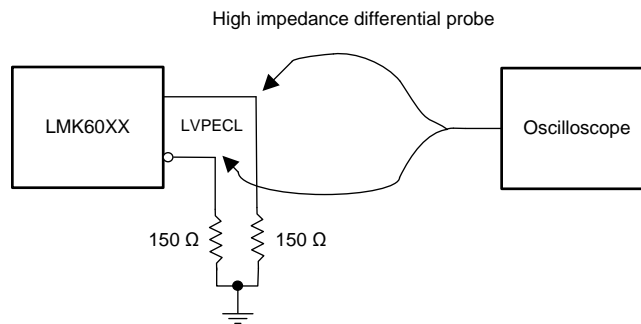 High impedance differential probe
LMK60XX
LVPECL
Oscilloscope
150 Ω
150 Ω